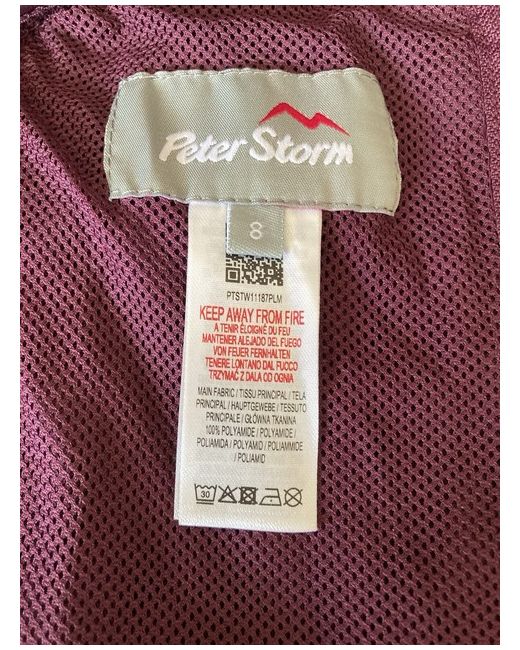 Peter Storm
8
PTSTW11187PLM
KEEP AWAY FROM FIRE
A TENIR ÉLOIGNÉ DU FEU
MANTENER ALEJADO DEL FUEGO
VON FEUER FERNHALTEN
TENERE LONTANO DAL FUOCO
TRZYMAĆ Z DALA OD OGNIA
MAIN FABRIC / TISSU PRINCIPAL / TELA
PRINCIPAL / HAUPTGEWEBE / TESSUTO
PRINCIPALE / GŁÓWNA TKANINA
100% POLYAMIDE / POLYAMIDE /
POLIAMIDA / POLYAMID / POLIAMMIDE
/ POLIAMID
30